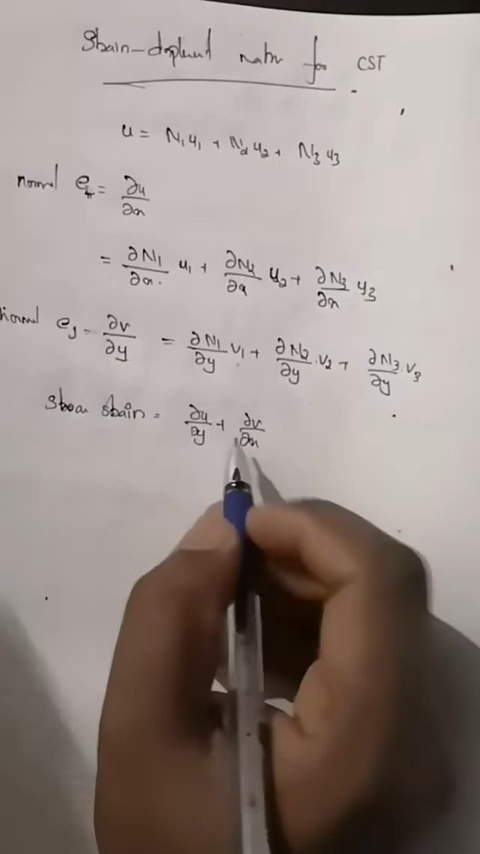 Strain-displacement matrix for CST
u = N₁u₁ + N₂u₂ + N₃u₃
normal eₓ = ∂u/∂x
= ∂N₁/∂x. u₁ + ∂N₂/∂x u₂ + ∂N₃/∂x u₃
normal e_y = ∂v/∂y = ∂N₁/∂y v₁ + ∂N₂/∂y . v₂ + ∂N₃/∂y . v₃
Shear strain = ∂u/∂y + ∂v/∂x